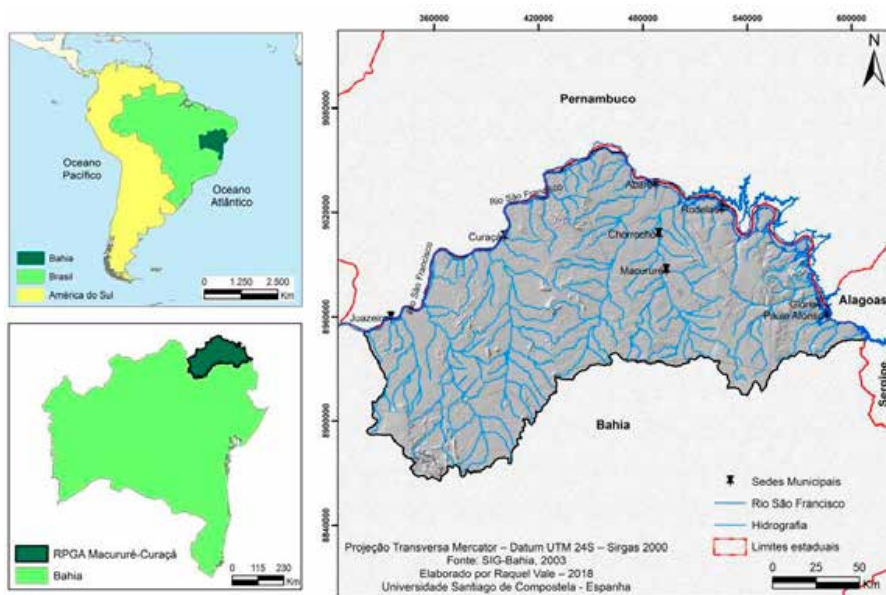 Oceano
Pacífico
Oceano
Atlântico
Bahia
Brasil
América do Sul
0 1.250 2.500
Km
RPGA Macururé-Curaçá
Bahia
0 115 230
Km
360000 420000 480000 540000 600000
N
9080000
9020000
8960000
8900000
8840000
Pernambuco
Rio São Francisco
Abaré
Rodelas
Curaçá
Chorrocho
Macururé
Rio São Francisco
Juazeiro
Glória
Paulo Afonso
Alagoas
Sergipe
Bahia
Sedes Municipais
Rio São Francisco
Hidrografia
Limites estaduais
Projeção Transversa Mercator – Datum UTM 24S – Sirgas 2000
Fonte: SIG-Bahia, 2003
Elaborado por Raquel Vale – 2018
Universidade Santiago de Compostela - Espanha
0 25 50
Km